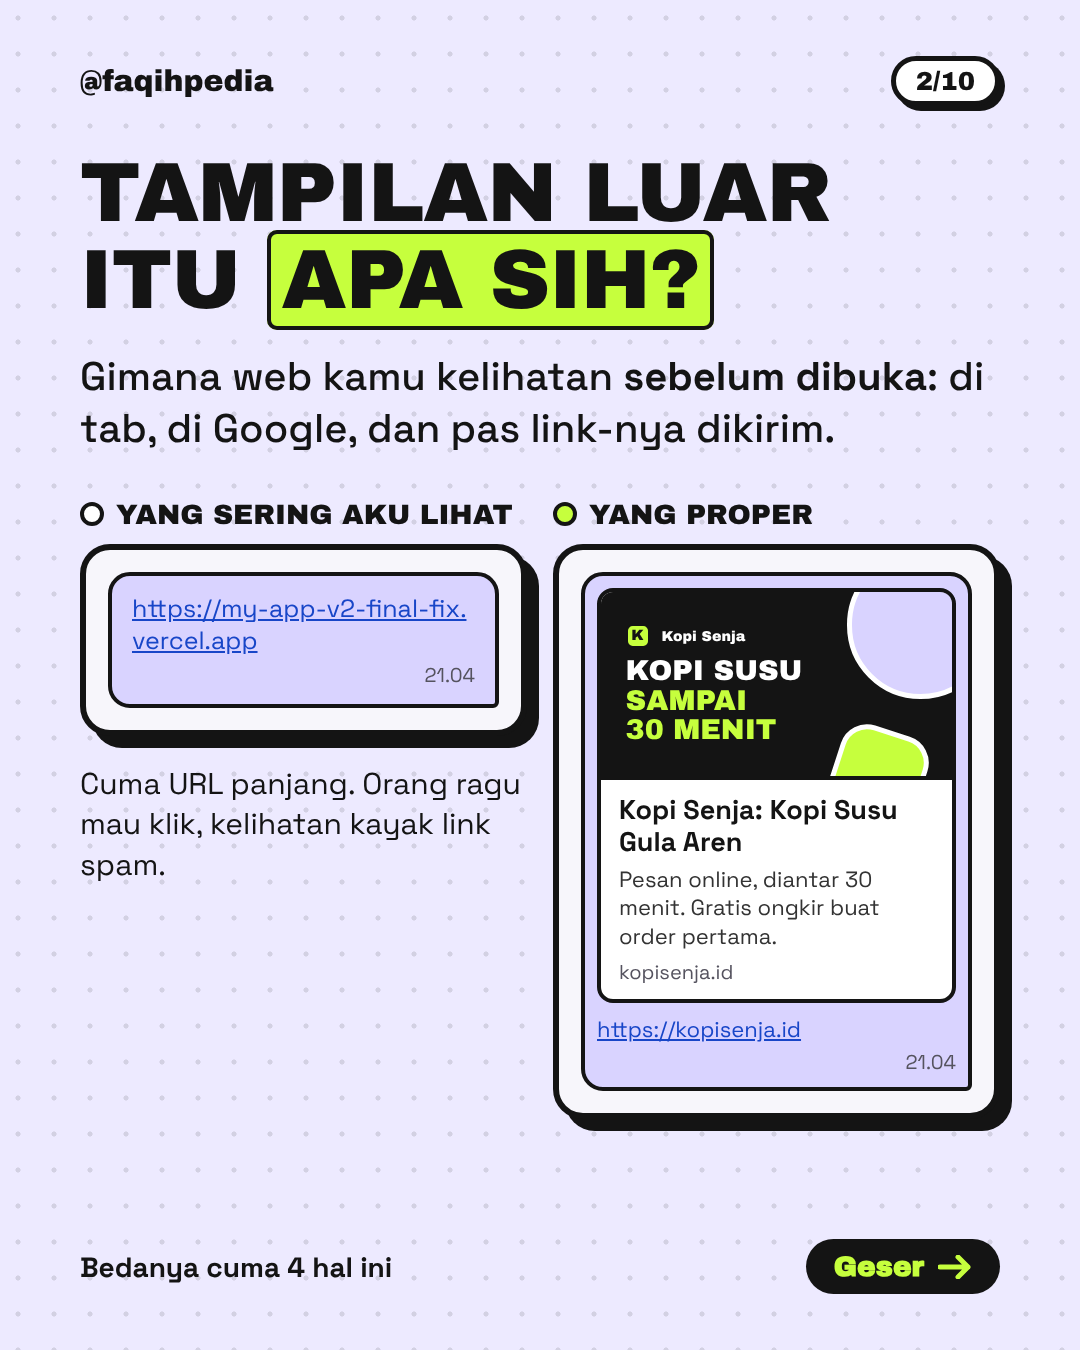 @faqihpedia
2/10
TAMPILAN LUAR
ITU APA SIH?
Gimana web kamu kelihatan sebelum dibuka: di
tab, di Google, dan pas link-nya dikirim.
YANG SERING AKU LIHAT
https://my-app-v2-final-fix.
vercel.app
21.04
Cuma URL panjang. Orang ragu
mau klik, kelihatan kayak link
spam.
YANG PROPER
K Kopi Senja
KOPI SUSU
SAMPAI
30 MENIT
Kopi Senja: Kopi Susu
Gula Aren
Pesan online, diantar 30
menit. Gratis ongkir buat
order pertama.
kopisenja.id
https://kopisenja.id
21.04
Bedanya cuma 4 hal ini
Geser →